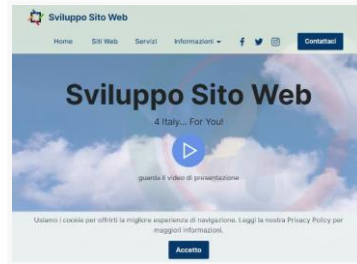 Sviluppo Sito Web
Home Siti Web Servizi Informazioni Contattaci
Sviluppo Sito Web
4 Italy... For You!
guarda il video di presentazione
Usiamo i cookie per offrirti la migliore esperienza di navigazione. Leggi la nostra Privacy Policy per
maggiori informazioni.
Accetto